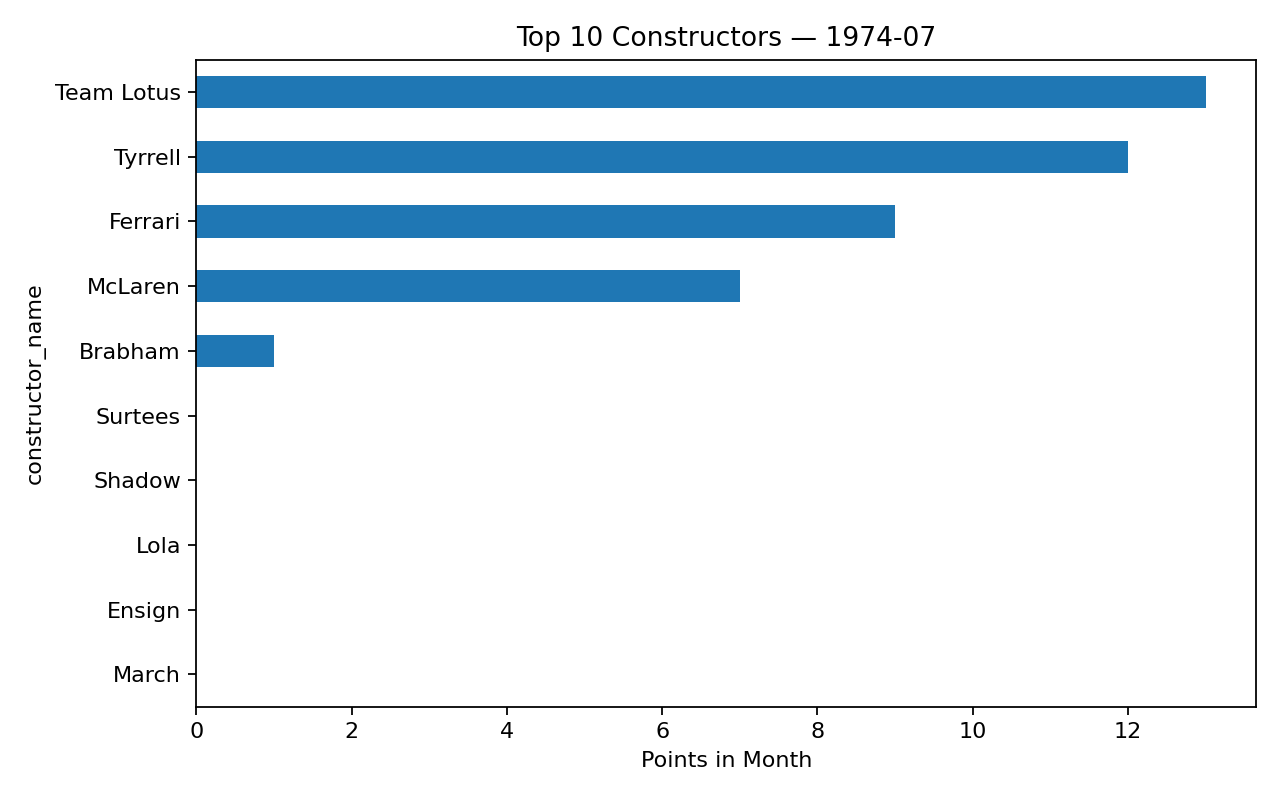 Top 10 Constructors — 1974-07
Team Lotus
Tyrrell
Ferrari
McLaren
Brabham
Surtees
Shadow
Lola
Ensign
March
constructor_name
0 2 4 6 8 10 12
Points in Month